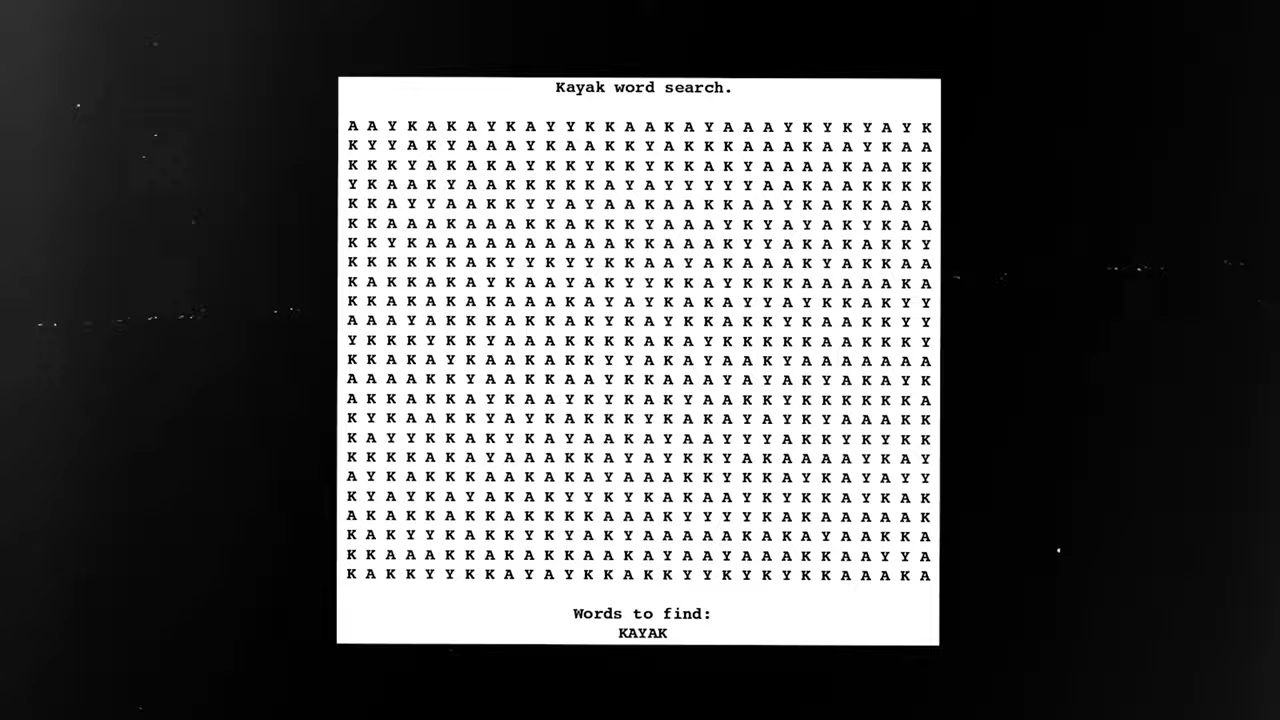 Kayak word search.
A A Y K A K A Y K A Y Y K K A A K A Y A A A Y K Y K Y A Y K
K Y Y A K Y A A A Y K A A K K Y A K K K A A A K A A Y K A A
K K K Y A K A K A Y K K Y K K Y K K A K Y A A A A K A A K K
Y K A A K Y A A K K K K K A Y A Y Y Y Y Y A A K A A K K K K
K K A Y Y A A K K Y Y A Y A A K A A K K A A Y K A K K A A K
K K A A A K A A A K K A K K K Y A A A Y K Y A Y A K Y K A A
K K Y K A A A A A A A A A A K K A A A K Y Y A K A K A K K Y
K K K K K K A K Y Y K Y Y K K A A Y A K A A A K Y A K K A A
K A K K A K A Y K A A Y A K Y Y K K A Y K K K A A A A A K A
K K A K A K A K A A A K A Y A Y K A K A Y Y A Y K K A K Y Y
A A A Y A K K K A K K A K Y K A Y K K A K K Y K A A K K Y Y
Y K K K Y K K Y A A A K K K K A K A Y K K K K K A A K K K Y
K K A K A Y K A A K A K K Y Y A K A Y A A K Y A A A A A A A
A A A A K K Y A A K K A A Y K K A A A Y A Y A K Y A K A Y K
A K K A K K A Y K A A Y K Y K A K Y A A K K Y K K K K K K A
K Y K A A K K Y A Y K A K K K Y K A K A Y A Y K Y A A A K K
K A Y Y K K A K Y K A Y A A K A Y A A Y Y Y A K K Y K Y K K
K K K K A K A Y A A A K K A Y A Y K K Y A K A A A A Y K A Y
A Y K A K K K A A K A K A Y A A A K K Y K K A Y K A Y A Y Y
K Y A Y K A Y A K A K Y Y K Y K A K A A Y K Y K K A Y K A K
A K A K K A K K A K K K K A A A K Y Y Y Y K A K A A A A A K
K A K Y Y K A K K Y K Y A K Y A A A A A K A K A Y A A K K A
K K A A A K K A K A K K A A K A Y A A Y A A A K K A A Y Y A
K A K K Y Y K K A Y A Y K K A K K Y Y K Y K Y K K A A A K A
Words to find:
KAYAK